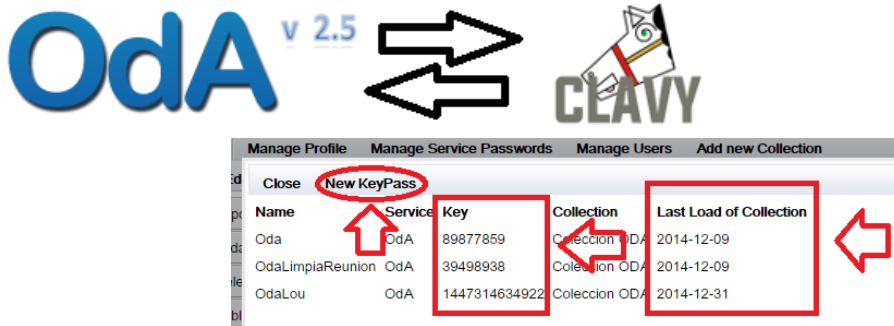 OdA v 2.5
CLAVY
Manage Profile Manage Service Passwords Manage Users Add new Collection
Close New KeyPass
Name Service Key Collection Last Load of Collection
Oda OdA 89877859 Coleccion ODA 2014-12-09
OdaLimpiaReunion OdA 39498938 Coleccion ODA 2014-12-09
OdaLou OdA 1447314634922 Coleccion ODA 2014-12-31